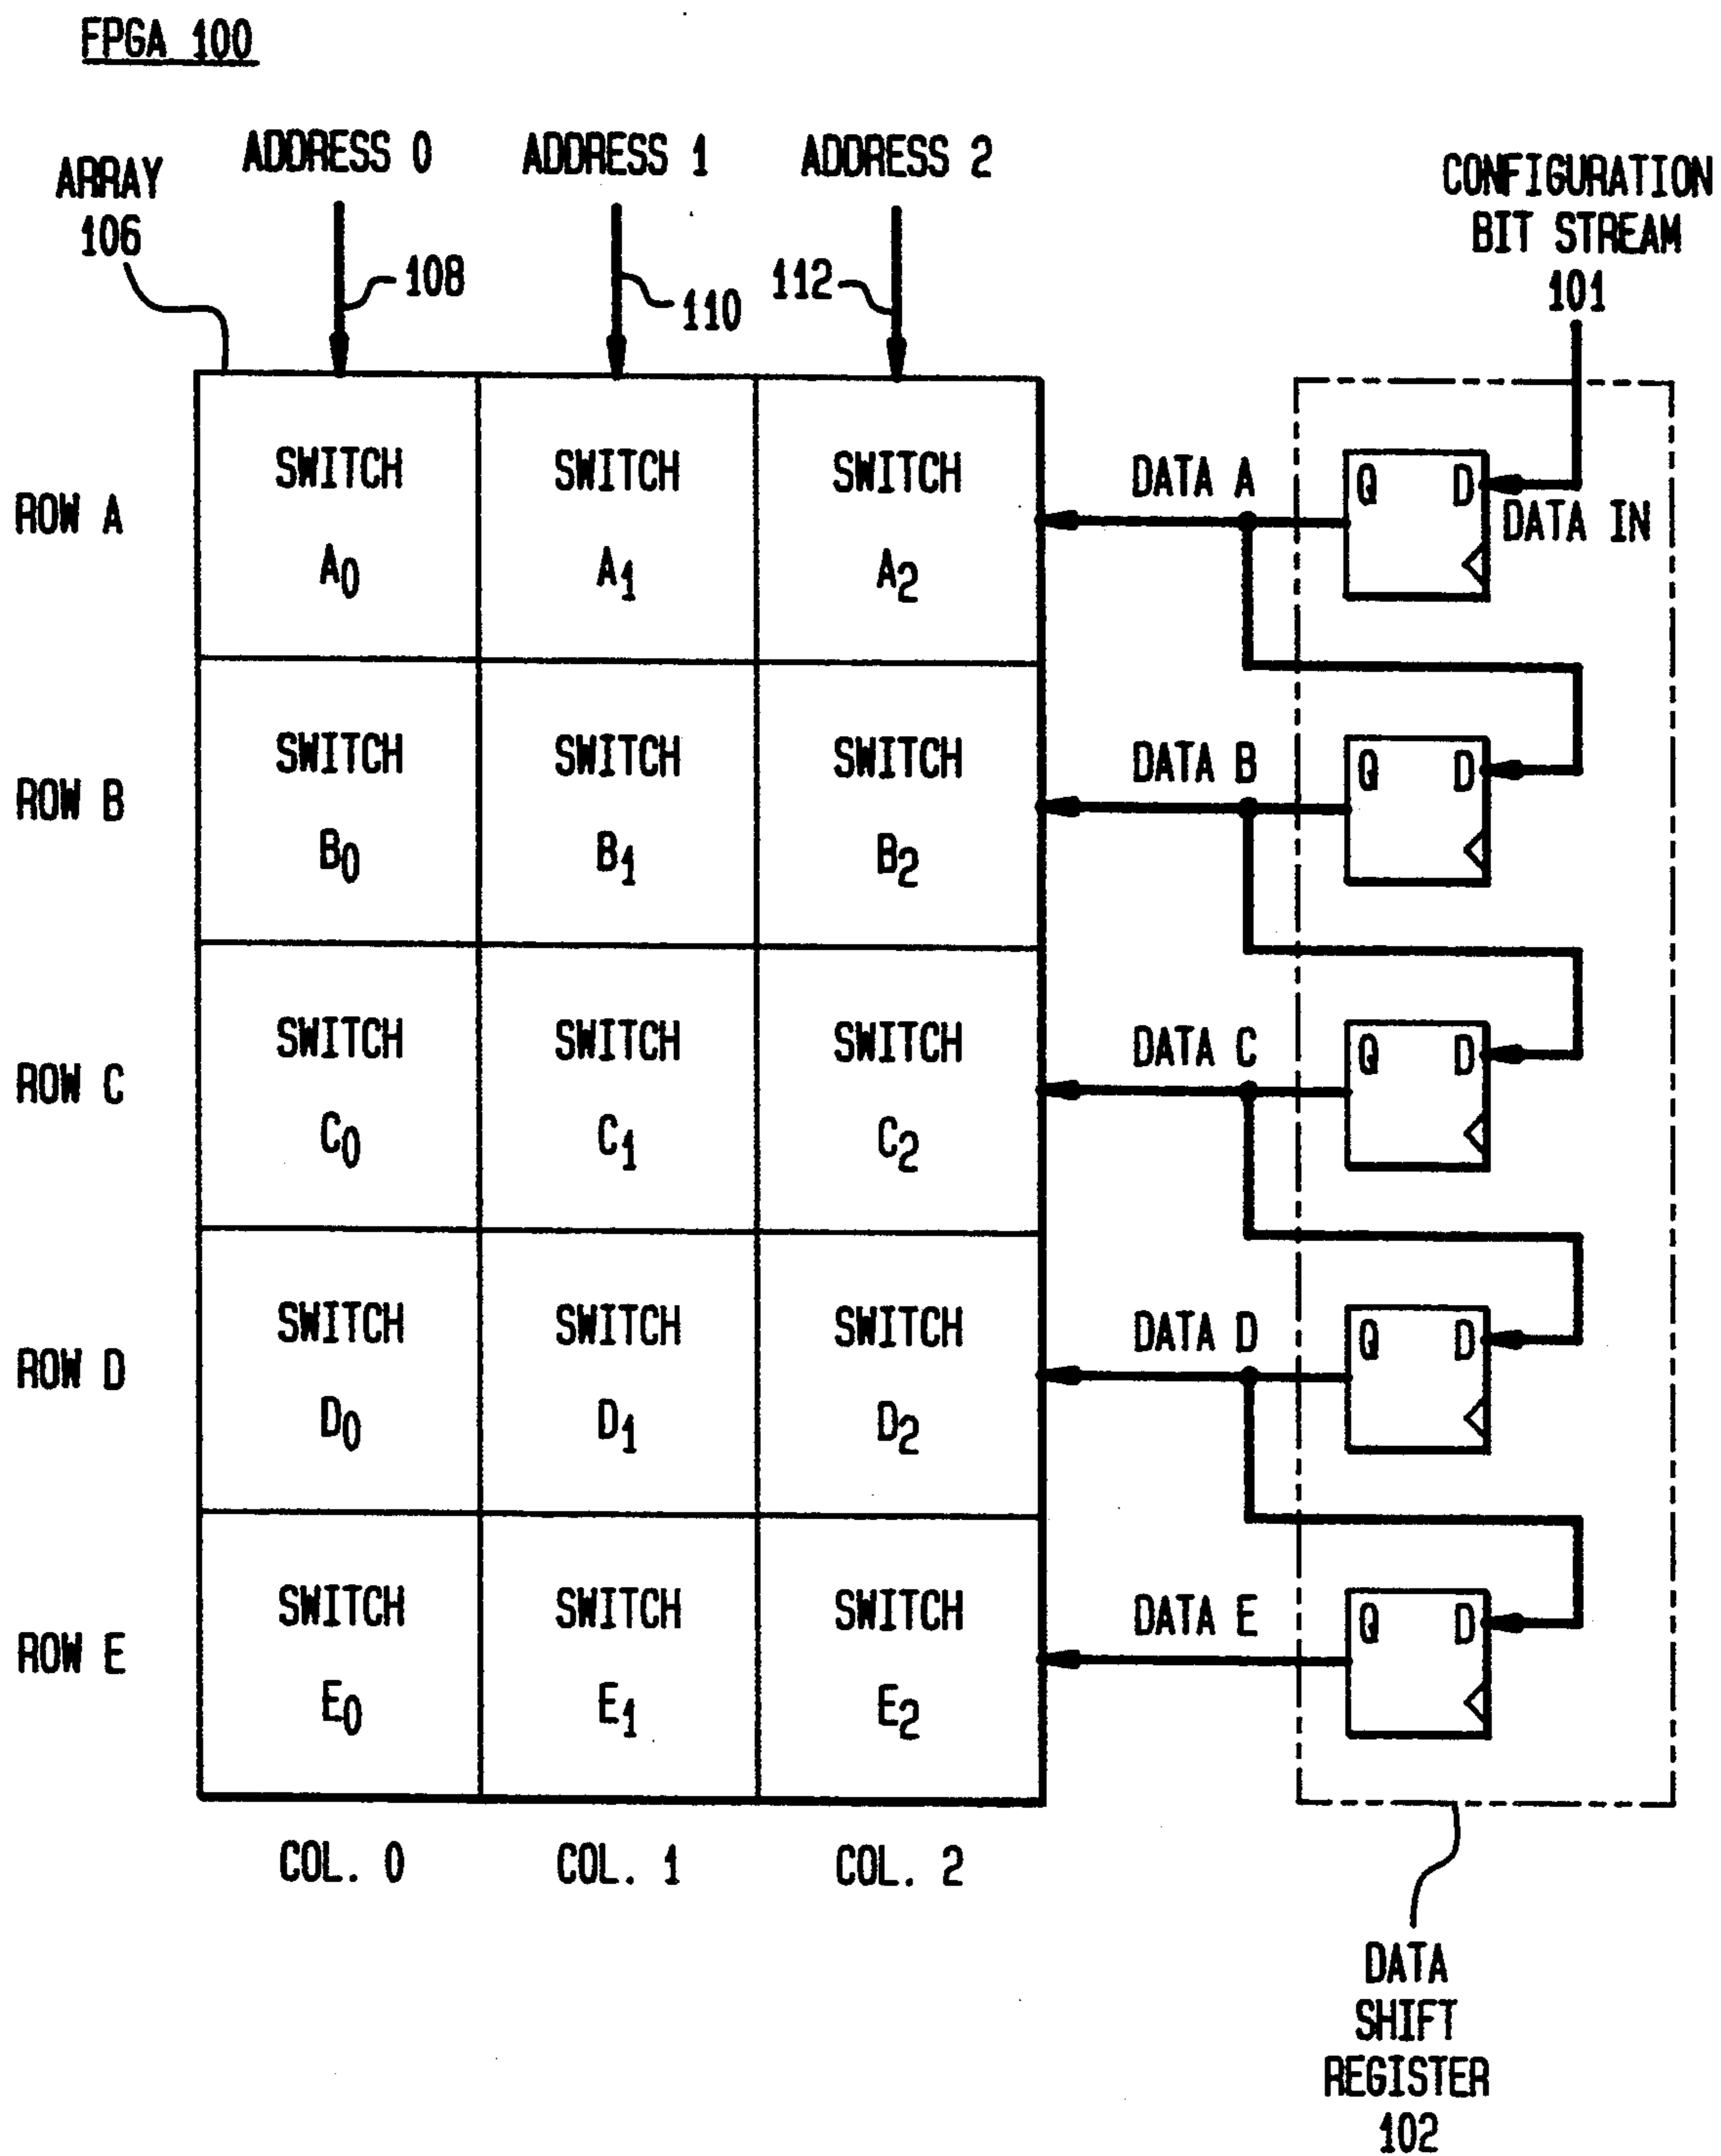 FPGA 100
ADDRESS 0
ADDRESS 1
ADDRESS 2
ARRAY
106
CONFIGURATION
BIT STREAM
101
108
110
112
ROW A
SWITCH
A0
SWITCH
A1
SWITCH
A2
DATA A
Q D
DATA IN
ROW B
SWITCH
B0
SWITCH
B1
SWITCH
B2
DATA B
Q D
ROW C
SWITCH
C0
SWITCH
C1
SWITCH
C2
DATA C
Q D
ROW D
SWITCH
D0
SWITCH
D1
SWITCH
D2
DATA D
Q D
ROW E
SWITCH
E0
SWITCH
E1
SWITCH
E2
DATA E
Q D
COL. 0
COL. 1
COL. 2
DATA
SHIFT
REGISTER
102